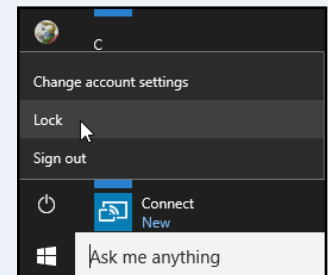 C
Change account settings
Lock
Sign out
Connect
New
Ask me anything